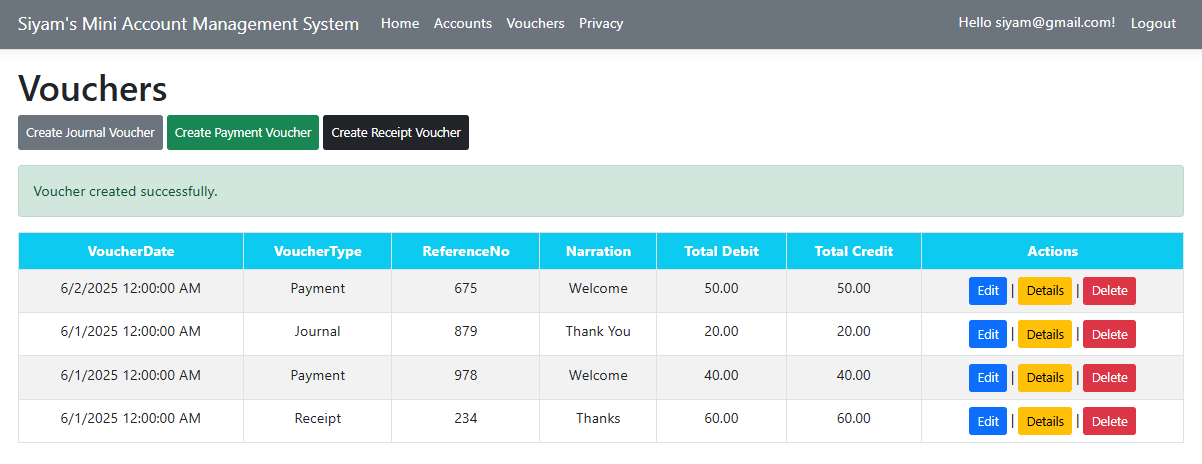 Siyam's Mini Account Management System Home Accounts Vouchers Privacy Hello siyam@gmail.com! Logout
Vouchers
Create Journal Voucher Create Payment Voucher Create Receipt Voucher
Voucher created successfully.
VoucherDate VoucherType ReferenceNo Narration Total Debit Total Credit Actions
6/2/2025 12:00:00 AM Payment 675 Welcome 50.00 50.00 Edit | Details | Delete
6/1/2025 12:00:00 AM Journal 879 Thank You 20.00 20.00 Edit | Details | Delete
6/1/2025 12:00:00 AM Payment 978 Welcome 40.00 40.00 Edit | Details | Delete
6/1/2025 12:00:00 AM Receipt 234 Thanks 60.00 60.00 Edit | Details | Delete